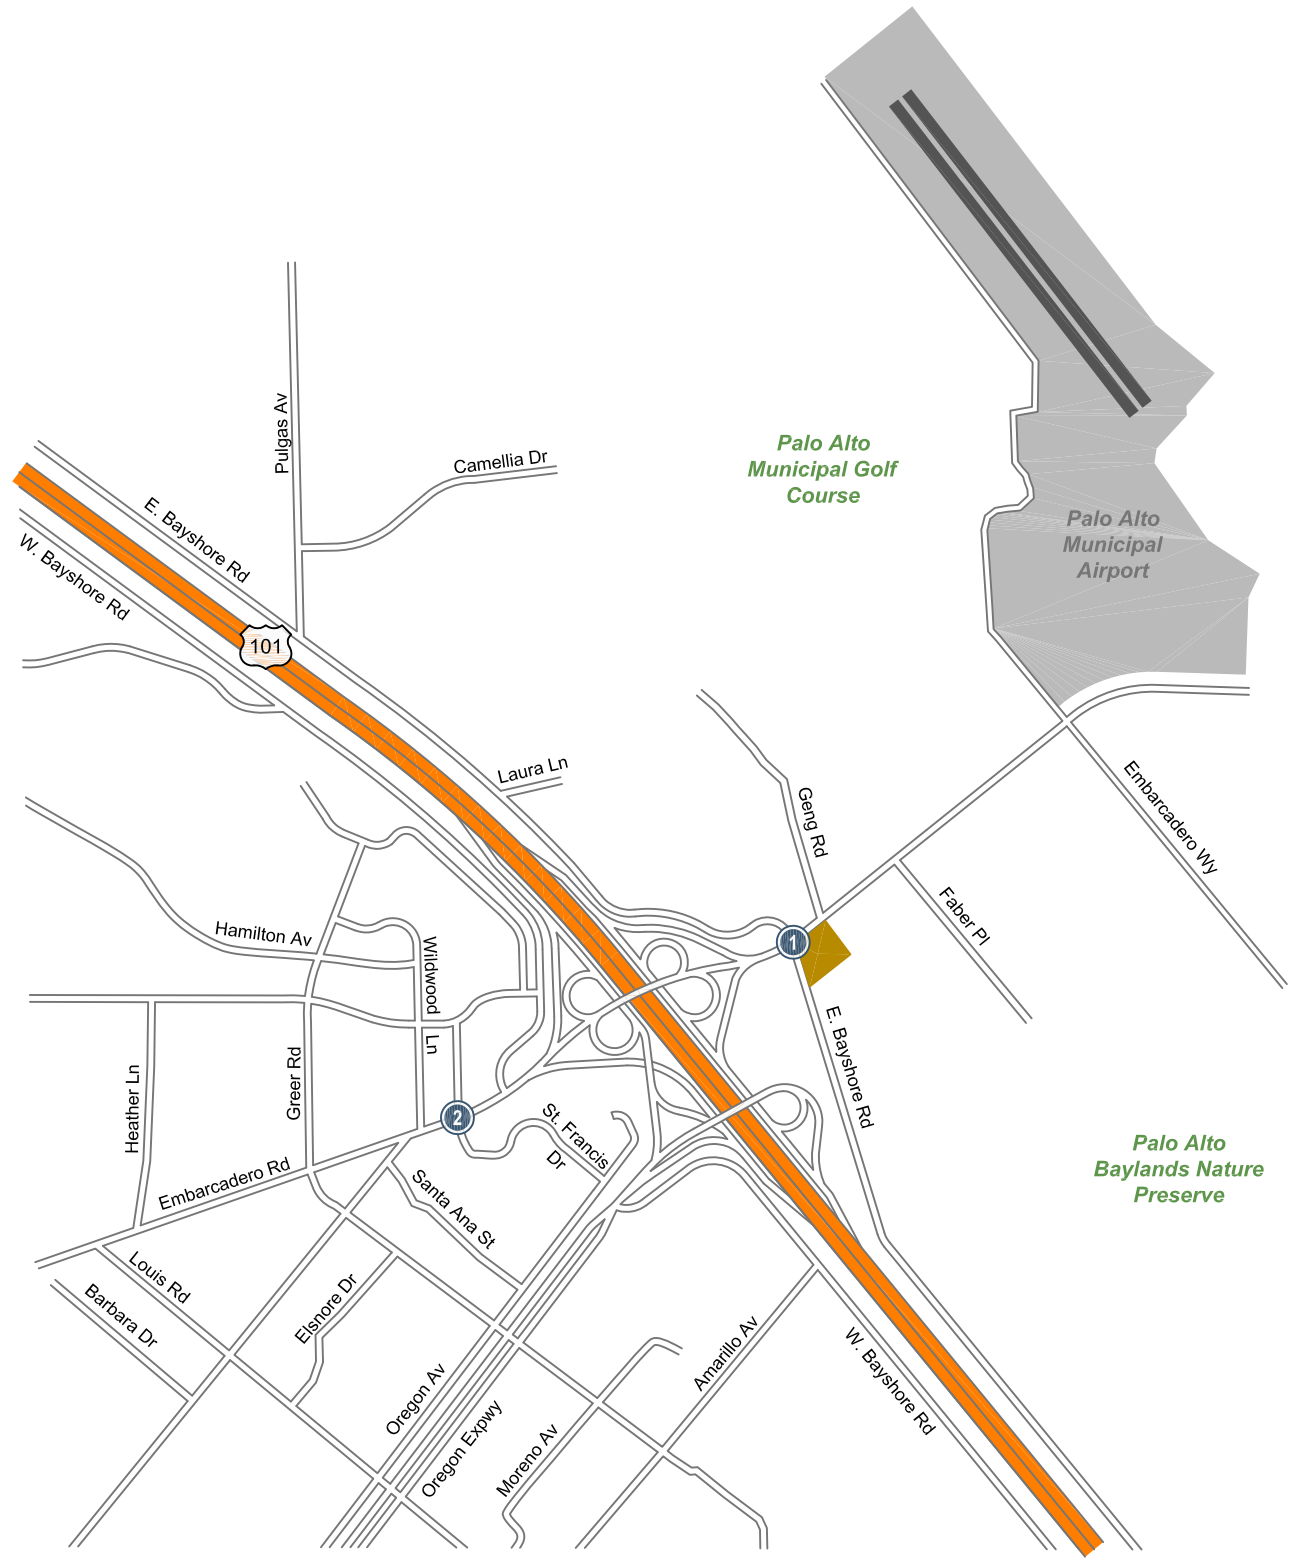 Pulgas Av
Camellia Dr
Palo Alto
Municipal Golf
Course
E. Bayshore Rd
W. Bayshore Rd
Palo Alto
Municipal
Airport
101
Laura Ln
Geng Rd
Embarcadero Wy
Faber Pl
Hamilton Av
Wildwood
Ln
1
E. Bayshore Rd
Heather Ln
Greer Rd
2
St. Francis
Dr
Palo Alto
Baylands Nature
Preserve
Embarcadero Rd
Santa Ana St
Louis Rd
Barbara Dr
Elsnore Dr
Oregon Av
Oregon Expwy
Moreno Av
Amarillo Av
W. Bayshore Rd